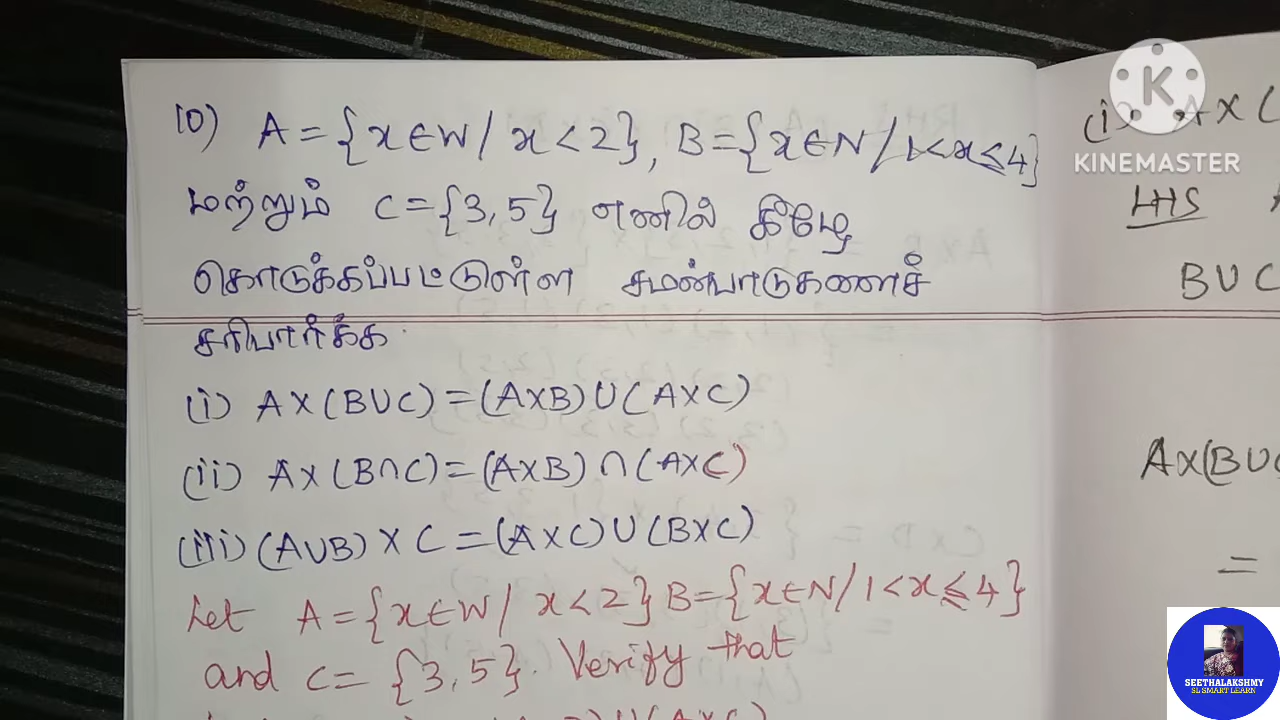 10) A = {x∈W / x < 2}, B = {x∈N / 1 < x ≤ 4}
மற்றும் C = {3, 5} எனில் கீழே
கொடுக்கப்பட்டுள்ள சமன்பாடுகளைச்
சரிபார்க்க
(i) A × (B∪C) = (A×B) ∪ (A×C)
(ii) A × (B∩C) = (A×B) ∩ (A×C)
(iii) (A∪B) × C = (A×C) ∪ (B×C)
Let A = {x∈W / x < 2} B = {x∈N / 1 < x ≤ 4}
and C = {3, 5}. Verify that
(i) A × (
LHS
B∪C
A×(B∪C
=
KINEMASTER
SEETHALAKSHMY
SL SMART LEARN